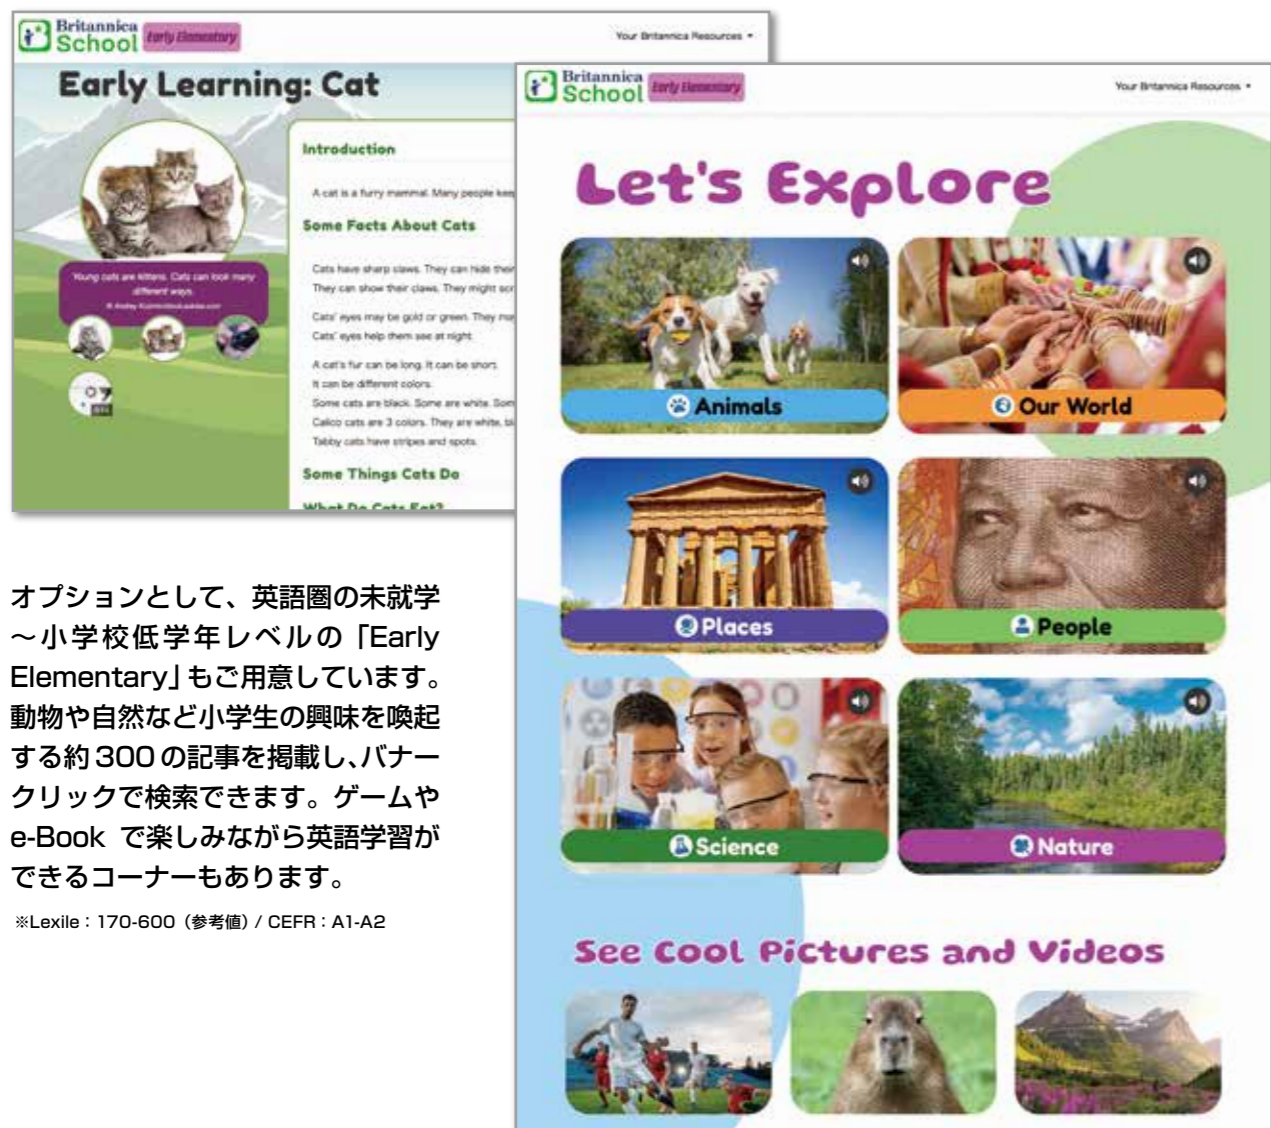 Britannica
School
Early Elementary
Your Britannica Resources
Early Learning: Cat
Young cats are kittens. Cats can look many
different ways.
Introduction
A cat is a furry mammal. Many people keep
Some Facts About Cats
Cats have sharp claws. They can hide their
They can show their claws. They might scr
Cats' eyes may be gold or green. They may
Cats' eyes help them see at night.
A cat's fur can be long. It can be short.
It can be different colors.
Some cats are black. Some are white. Som
Calico cats are 3 colors. They are white, bl
Tabby cats have stripes and spots.
Some Things Cats Do
What Do Cats Eat?
Britannica
School
Early Elementary
Your Britannica Resources
Let's Explore
Animals
Our World
Places
People
Science
Nature
See Cool Pictures and Videos
オプションとして、英語圏の未就学
～小学校低学年レベルの「Early
Elementary」もご用意しています。
動物や自然など小学生の興味を喚起
する約300の記事を掲載し、バナー
クリックで検索できます。ゲームや
e-Book で楽しみながら英語学習が
できるコーナーもあります。
※Lexile：170-600（参考値）/ CEFR：A1-A2